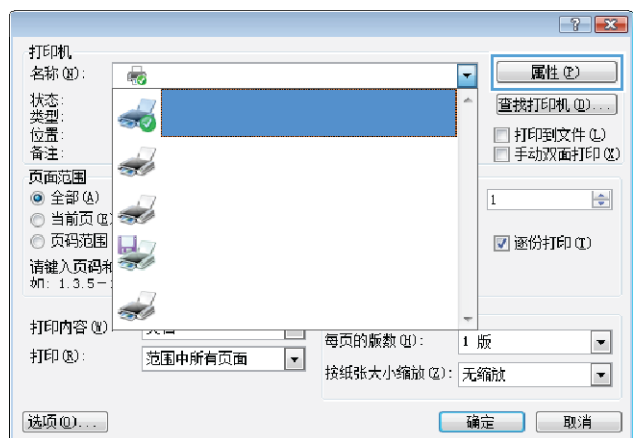 打印机
名称(N):
属性(P)
状态:
类型:
查找打印机(D)...
位置:
打印到文件(L)
备注:
手动双面打印(X)
页面范围
全部(A)
1
当前页(E)
页码范围
逐份打印(T)
请键入页码和
如: 1.3.5-
打印内容(W):
每页的版数(H):
1 版
打印(R):
范围中所有页面
按纸张大小缩放(Z):
无缩放
选项(O)...
确定
取消